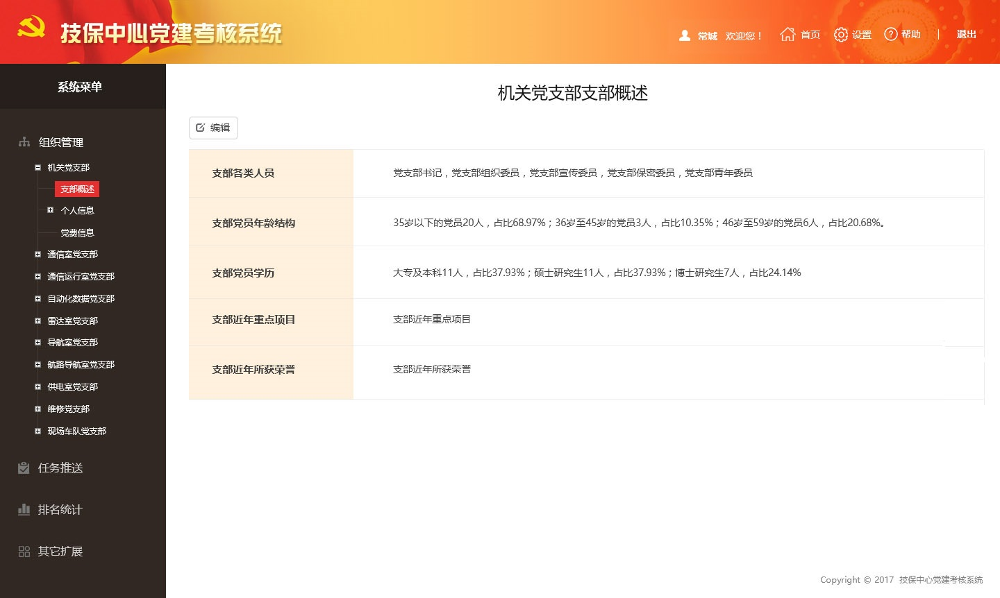 技保中心党建考核系统
常城 欢迎您！ 首页 设置 帮助 | 退出
系统菜单
组织管理
机关党支部
支部概述
个人信息
党费信息
通信室党支部
通信运行室党支部
自动化数据党支部
雷达室党支部
导航室党支部
航路导航室党支部
供电室党支部
维修党支部
现场车队党支部
任务推送
排名统计
其它扩展
机关党支部支部概述
编辑
支部各类人员 党支部书记，党支部组织委员，党支部宣传委员，党支部保密委员，党支部青年委员
支部党员年龄结构 35岁以下的党员20人，占比68.97%；36岁至45岁的党员3人，占比10.35%；46岁至59岁的党员6人，占比20.68%。
支部党员学历 大专及本科11人，占比37.93%；硕士研究生11人，占比37.93%；博士研究生7人，占比24.14%
支部近年重点项目 支部近年重点项目
支部近年所获荣誉 支部近年所获荣誉
Copyright © 2017 技保中心党建考核系统